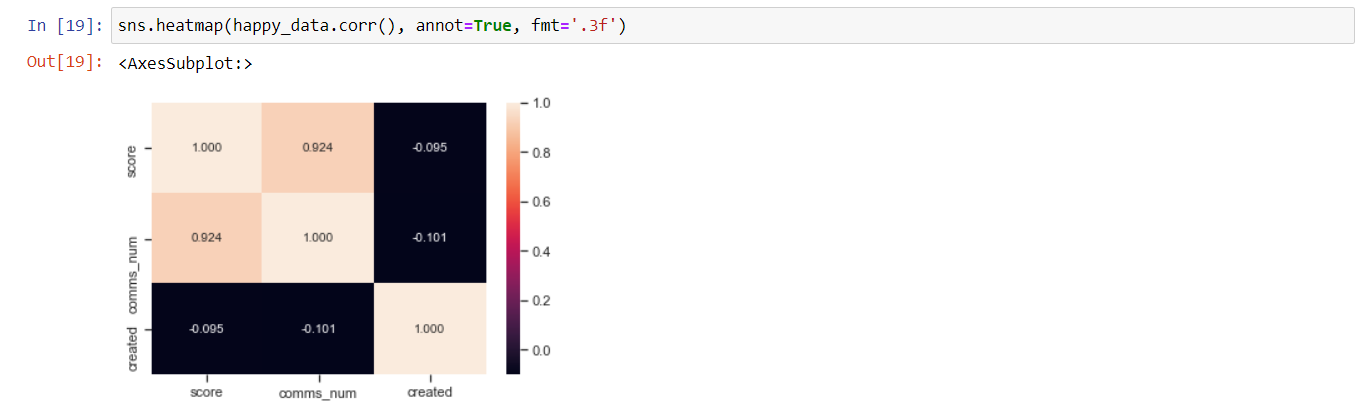 In [19]: sns.heatmap(happy_data.corr(), annot=True, fmt='.3f')
Out[19]: <AxesSubplot:>
1.0
score 1.000 0.924 -0.095
0.8
0.6
comms_num 0.924 1.000 -0.101
0.4
0.2
created -0.095 -0.101 1.000
0.0
score comms_num created